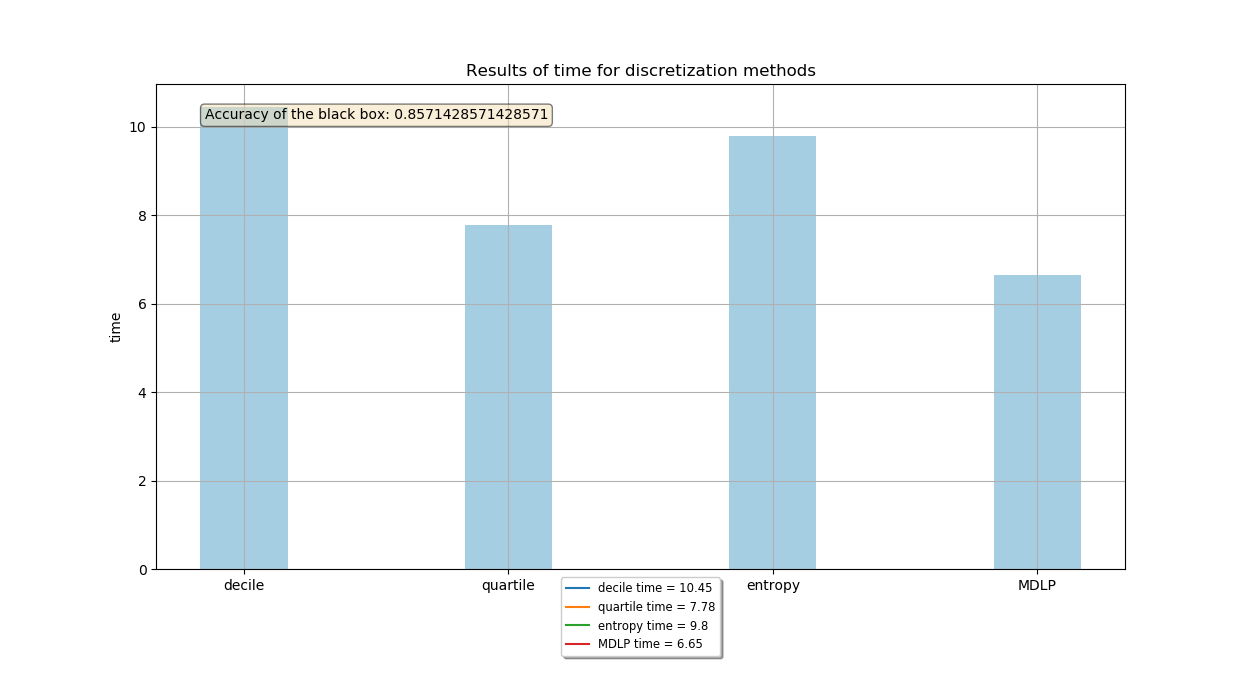 Results of time for discretization methods
Accuracy of the black box: 0.8571428571428571
10
8
6
4
2
0
time
decile quartile entropy MDLP
decile time = 10.45
quartile time = 7.78
entropy time = 9.8
MDLP time = 6.65